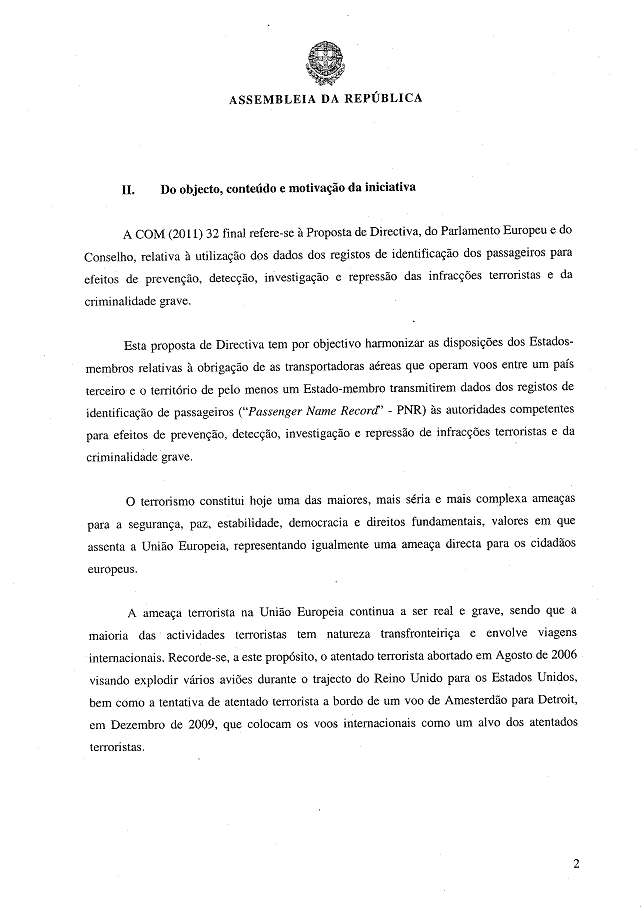 ASSEMBLEIA DA REPÚBLICA
II. Do objecto, conteúdo e motivação da iniciativa
A COM (2011) 32 final refere-se à Proposta de Directiva, do Parlamento Europeu e do
Conselho, relativa à utilização dos dados dos registos de identificação dos passageiros para
efeitos de prevenção, detecção, investigação e repressão das infracções terroristas e da
criminalidade grave.
Esta proposta de Directiva tem por objectivo harmonizar as disposições dos Estados-
membros relativas à obrigação de as transportadoras aéreas que operam voos entre um país
terceiro e o território de pelo menos um Estado-membro transmitirem dados dos registos de
identificação de passageiros ("Passenger Name Record" - PNR) às autoridades competentes
para efeitos de prevenção, detecção, investigação e repressão de infracções terroristas e da
criminalidade grave.
O terrorismo constitui hoje uma das maiores, mais séria e mais complexa ameaças
para a segurança, paz, estabilidade, democracia e direitos fundamentais, valores em que
assenta a União Europeia, representando igualmente uma ameaça directa para os cidadãos
europeus.
A ameaça terrorista na União Europeia continua a ser real e grave, sendo que a
maioria das actividades terroristas tem natureza transfronteiriça e envolve viagens
internacionais. Recorde-se, a este propósito, o atentado terrorista abortado em Agosto de 2006
visando explodir vários aviões durante o trajecto do Reino Unido para os Estados Unidos,
bem como a tentativa de atentado terrorista a bordo de um voo de Amesterdão para Detroit,
em Dezembro de 2009, que colocam os voos internacionais como um alvo dos atentados
terroristas.
2